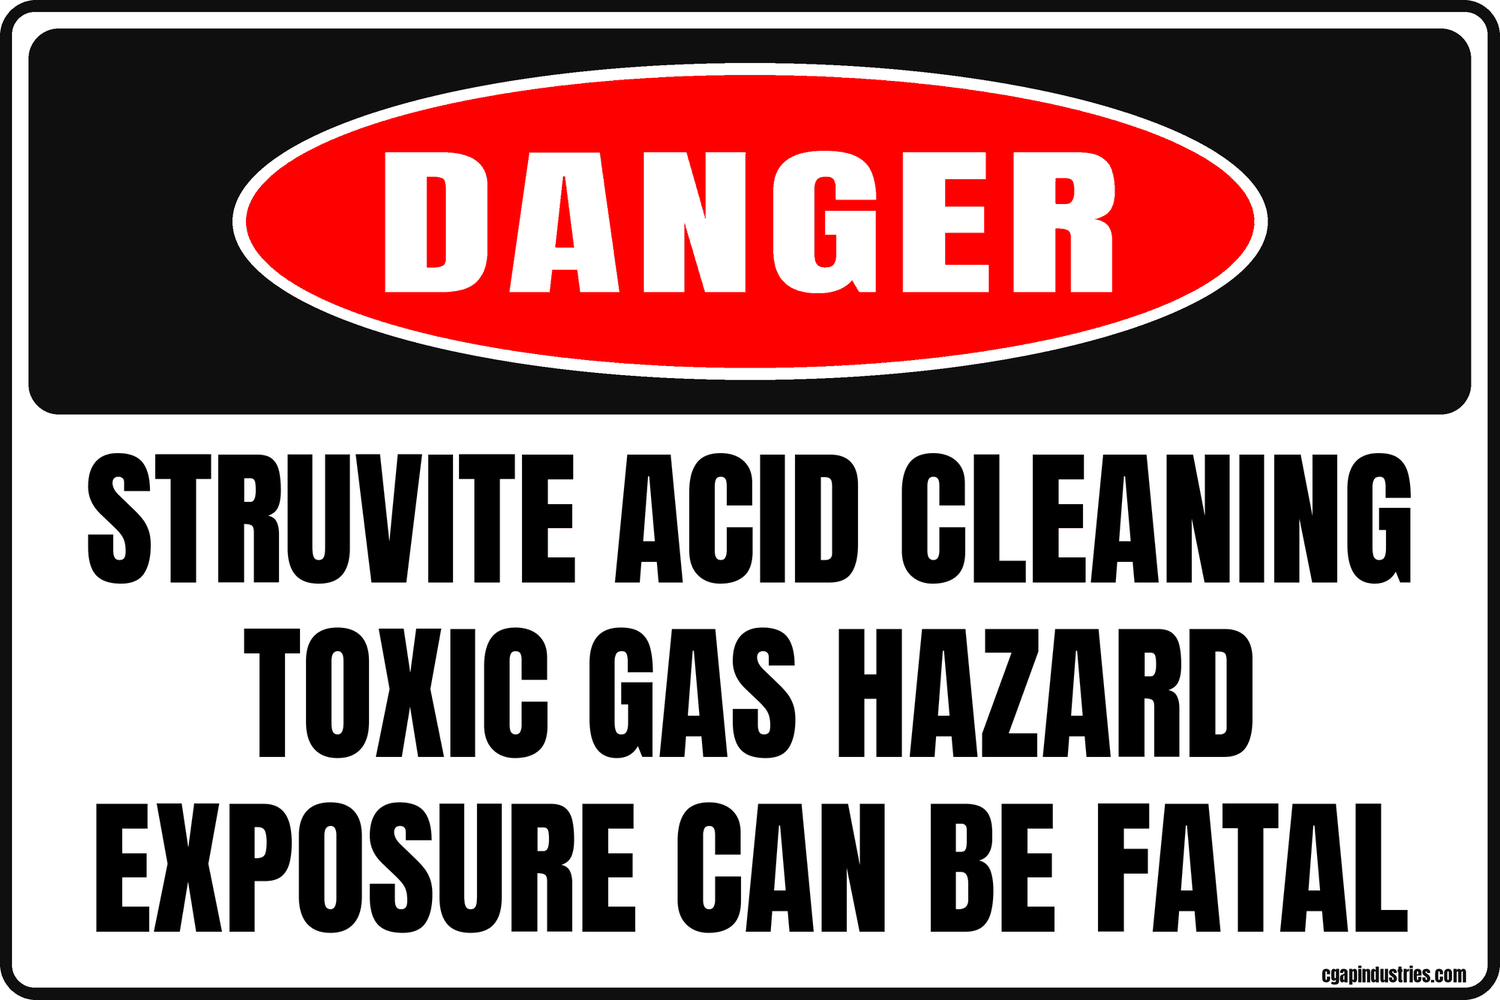 DANGER
STRUVITE ACID CLEANING
TOXIC GAS HAZARD
EXPOSURE CAN BE FATAL
cgapindustries.com